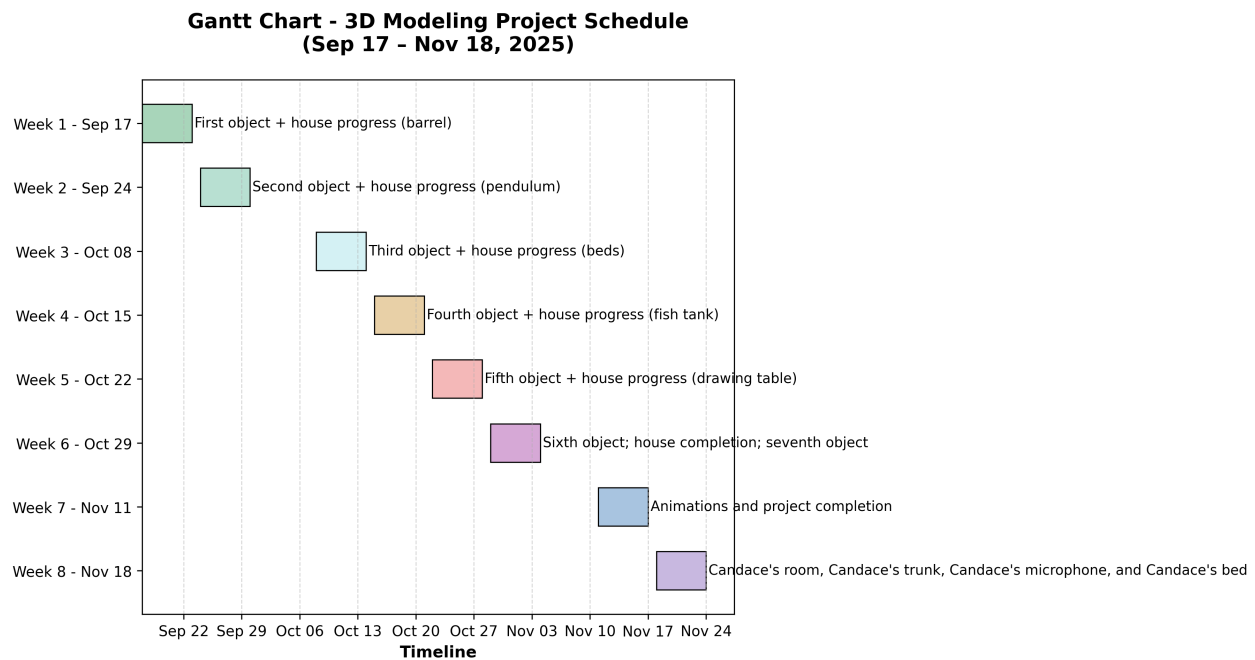 Gantt Chart - 3D Modeling Project Schedule
(Sep 17 – Nov 18, 2025)
Week 1 - Sep 17
First object + house progress (barrel)
Week 2 - Sep 24
Second object + house progress (pendulum)
Week 3 - Oct 08
Third object + house progress (beds)
Week 4 - Oct 15
Fourth object + house progress (fish tank)
Week 5 - Oct 22
Fifth object + house progress (drawing table)
Week 6 - Oct 29
Sixth object; house completion; seventh object
Week 7 - Nov 11
Animations and project completion
Week 8 - Nov 18
Candace's room, Candace's trunk, Candace's microphone, and Candace's bed
Sep 22 Sep 29 Oct 06 Oct 13 Oct 20 Oct 27 Nov 03 Nov 10 Nov 17 Nov 24
Timeline